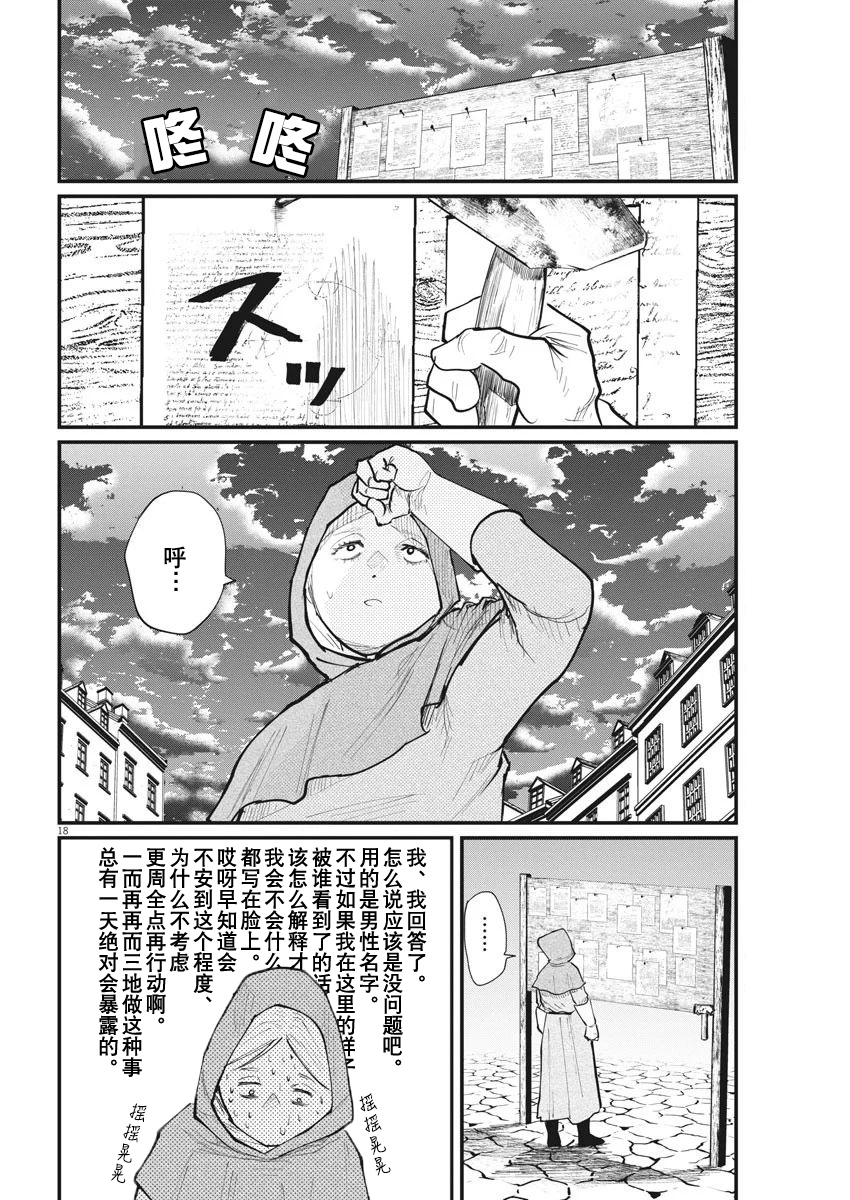 咚
咚
スッ
呼…
……
我、我回答了。
怎么说应该是没问题吧。
用的是男性名字。
不过如果我在这里的样子
被谁看到了的话
该怎么解释才
我会不会什么
都写在脸上。
哎呀早知道会
不安到这个程度、
为什么不考虑
更周全点再行动啊。
一而再再而三地做这种事
总有一天绝对会暴露的。
摇摇晃晃
摇摇晃晃
18